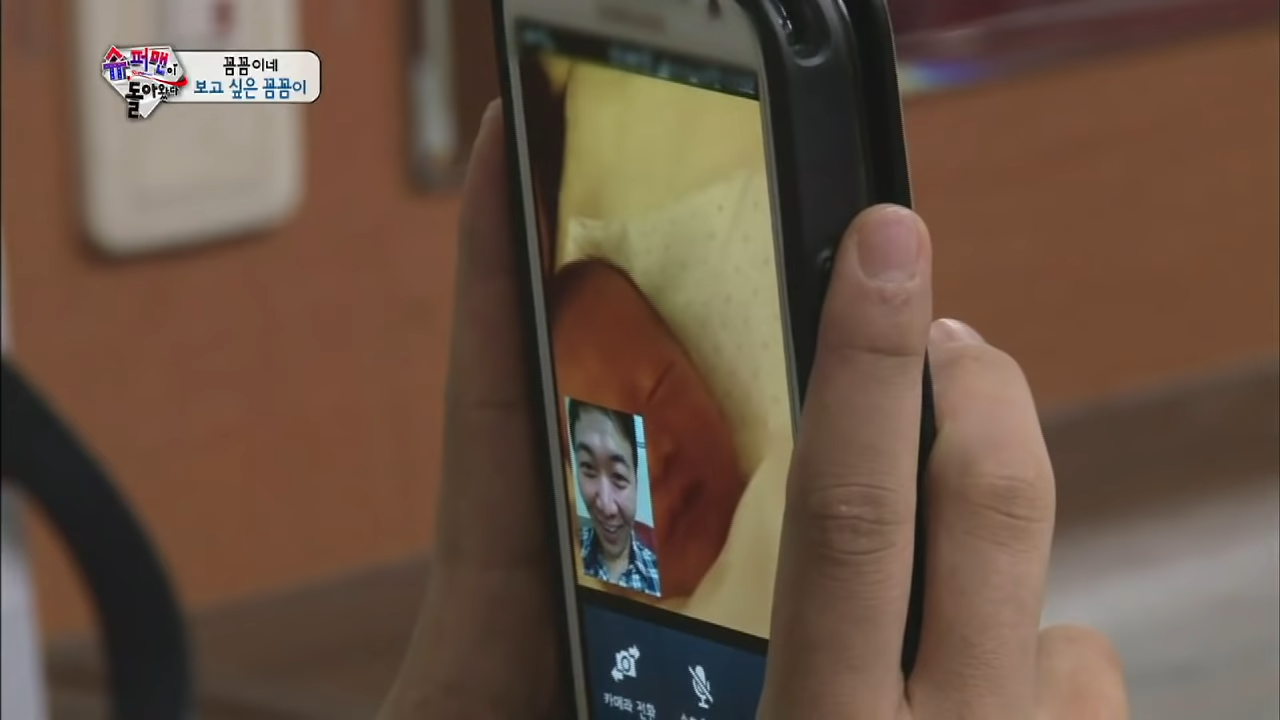 슈퍼맨이
돌아왔다
꼼꼼이네
보고 싶은 꼼꼼이
카메라 전환